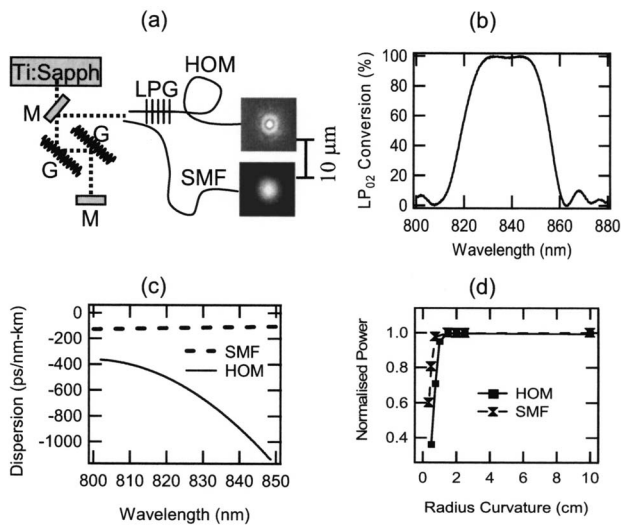 (a)
Ti:Sapph
M
G
G
M
LPG
HOM
SMF
10 μm
(b)
LP02 Conversion (%)
100
80
60
40
20
0
800 820 840 860 880
Wavelength (nm)
(c)
Dispersion (ps/nm-km)
0
-200
-400
-600
-800
-1000
SMF
HOM
800 810 820 830 840 850
Wavelength (nm)
(d)
Normalised Power
1.0
0.8
0.6
0.4
HOM
SMF
0 2 4 6 8 10
Radius Curvature (cm)